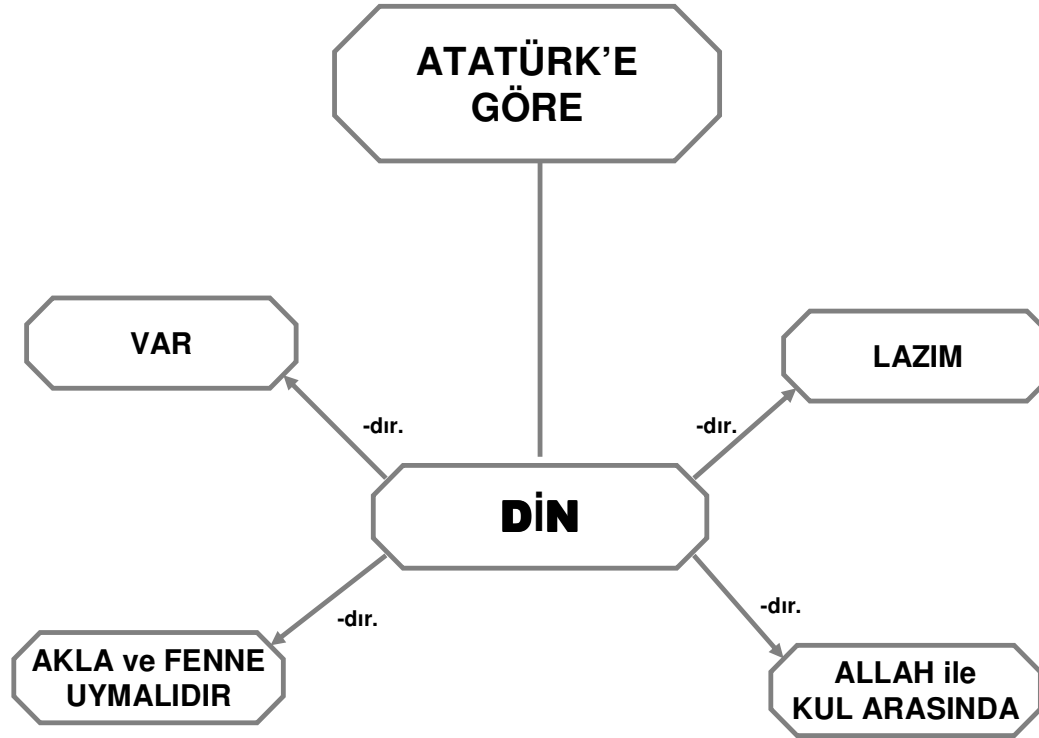 ATATÜRK’E
GÖRE
VAR
LAZIM
-dır.
-dır.
DİN
-dır.
-dır.
AKLA ve FENNE
UYMALIDIR
ALLAH ile
KUL ARASINDA